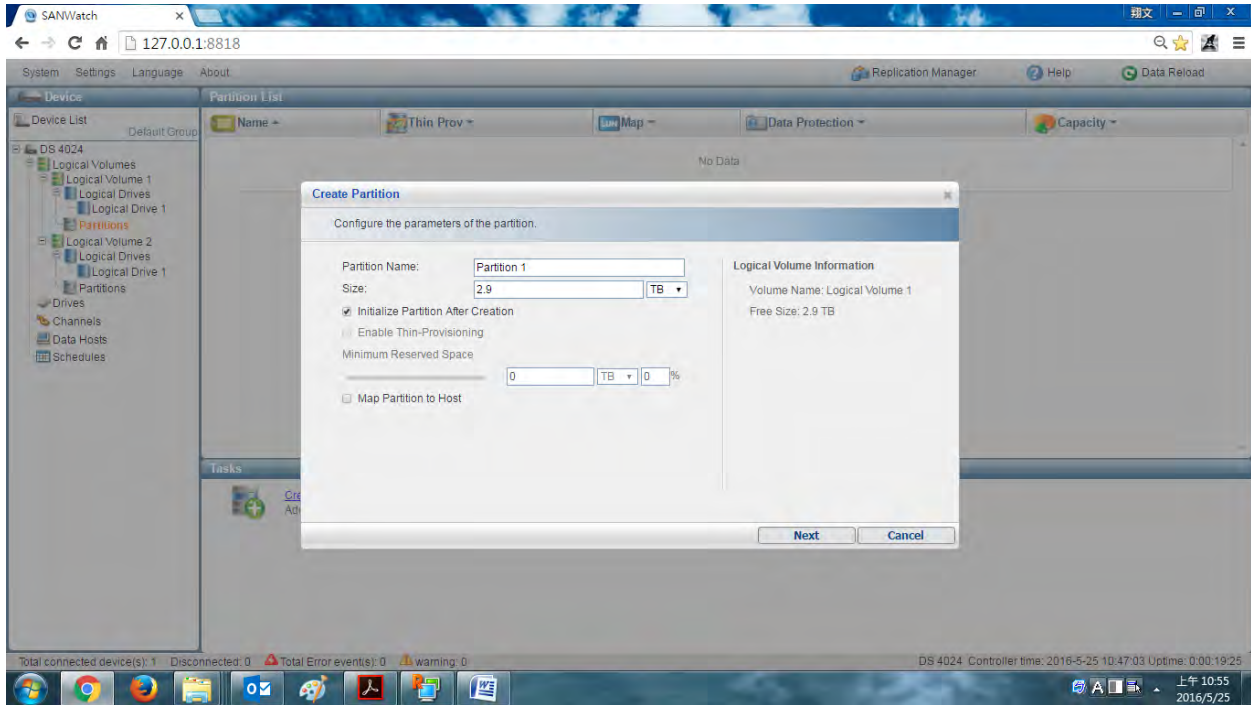 SANWatch
翔文
127.0.0.1:8818
System Settings Language About
Replication Manager Help Data Reload
Device
Partition List
Device List
Default Group
Name Thin Prov Map Data Protection Capacity
No Data
DS 4024
Logical Volumes
Logical Volume 1
Logical Drives
Logical Drive 1
Partitions
Logical Volume 2
Logical Drives
Logical Drive 1
Partitions
Drives
Channels
Data Hosts
Schedules
Create Partition
Configure the parameters of the partition.
Partition Name: Partition 1
Size: 2.9 TB
Initialize Partition After Creation
Enable Thin-Provisioning
Minimum Reserved Space
0 TB 0 %
Map Partition to Host
Logical Volume Information
Volume Name: Logical Volume 1
Free Size: 2.9 TB
Next Cancel
Tasks
Cre
Ad
Total connected device(s): 1 Disconnected: 0 Total Error event(s): 0 warning: 0
DS 4024 Controller time: 2016-5-25 10:47:03 Uptime: 0:00:19:25
A
上午 10:55
2016/5/25